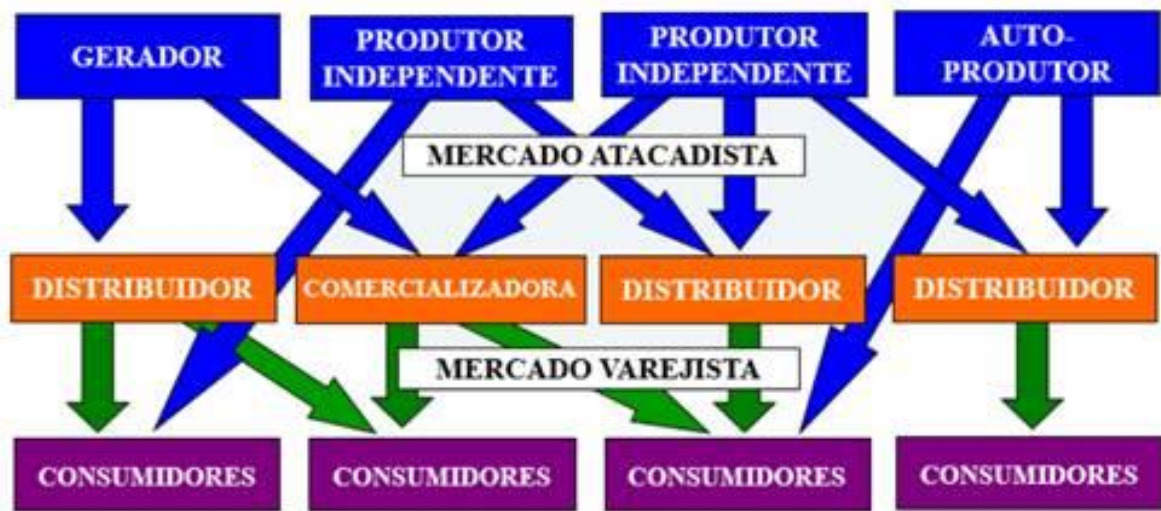 GERADOR
PRODUTOR
INDEPENDENTE
PRODUTOR
INDEPENDENTE
AUTO-
PRODUTOR
MERCADO ATACADISTA
DISTRIBUIDOR
COMERCIALIZADORA
DISTRIBUIDOR
DISTRIBUIDOR
MERCADO VAREJISTA
CONSUMIDORES
CONSUMIDORES
CONSUMIDORES
CONSUMIDORES